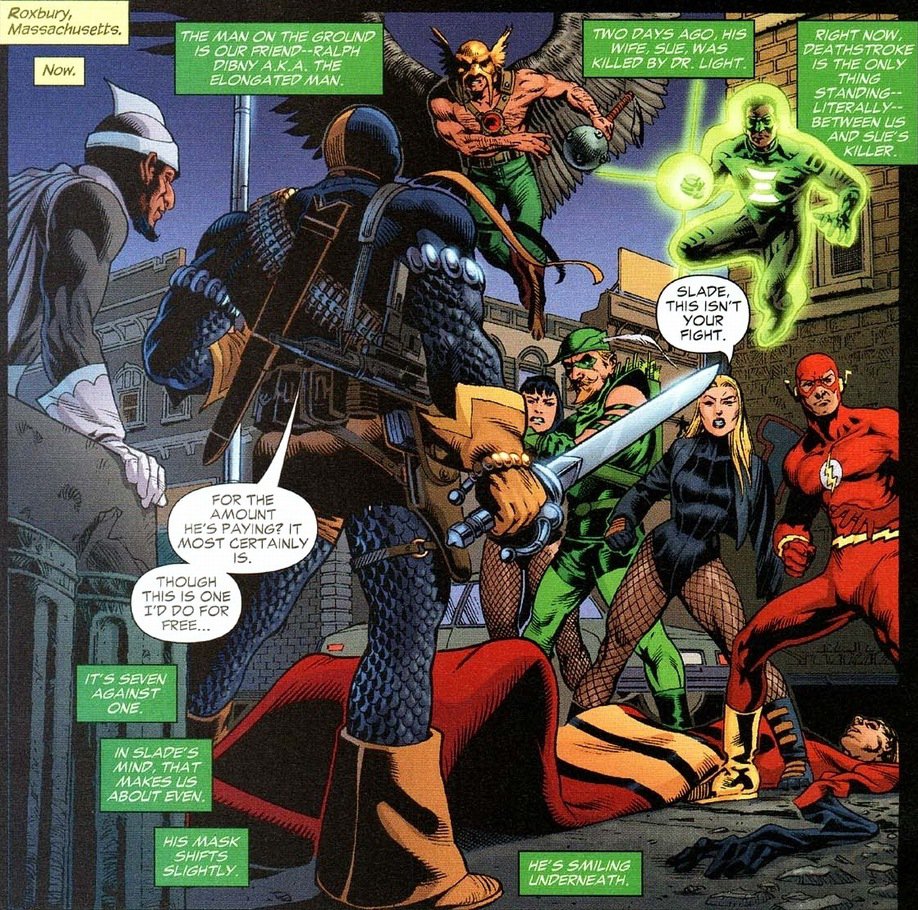 Roxbury,
Massachusetts.
Now.
THE MAN ON THE GROUND
IS OUR FRIEND--RALPH
DIBNY A.K.A. THE
ELONGATED MAN.
TWO DAYS AGO, HIS
WIFE, SUE, WAS
KILLED BY DR. LIGHT.
RIGHT NOW,
DEATHSTROKE
IS THE ONLY
THING
STANDING--
LITERALLY--
BETWEEN US
AND SUE'S
KILLER.
SLADE,
THIS ISN'T
YOUR
FIGHT.
FOR THE
AMOUNT
HE'S PAYING? IT
MOST CERTAINLY
IS.
THOUGH
THIS IS ONE
I'D DO FOR
FREE...
IT'S SEVEN
AGAINST
ONE.
IN SLADE'S
MIND, THAT
MAKES US
ABOUT EVEN.
HIS MASK
SHIFTS
SLIGHTLY.
HE'S SMILING
UNDERNEATH.